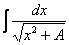 ∫ dx / √(x² + A)